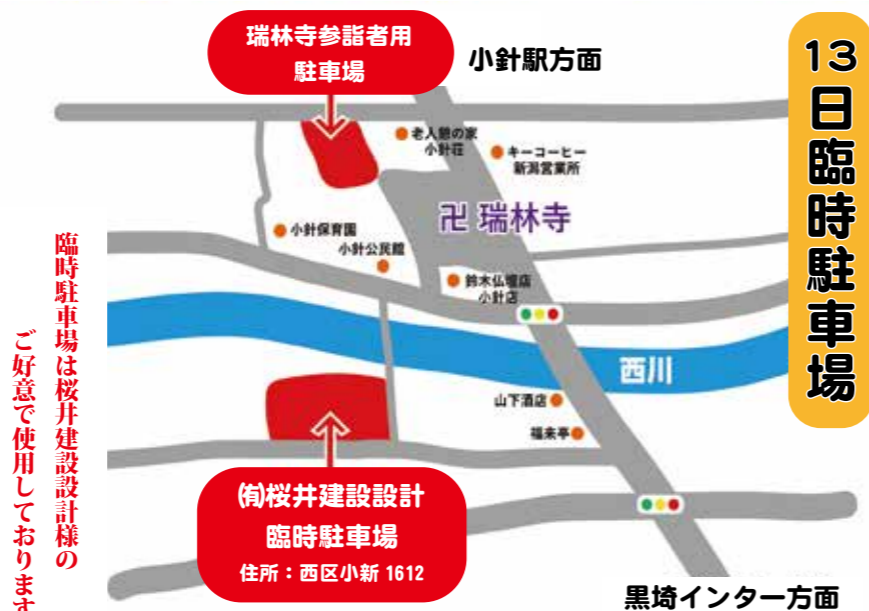 13日臨時駐車場
瑞林寺参詣者用
駐車場
小針駅方面
老人憩の家
小針荘
キーコーヒー
新潟営業所
卍 瑞林寺
小針保育園
小針公民館
鈴木仏壇店
小針店
西川
山下酒店
福来亭
㈲桜井建設設計
臨時駐車場
住所：西区小新 1612
黒埼インター方面
臨時駐車場は桜井建設設計様の
ご好意で使用しております